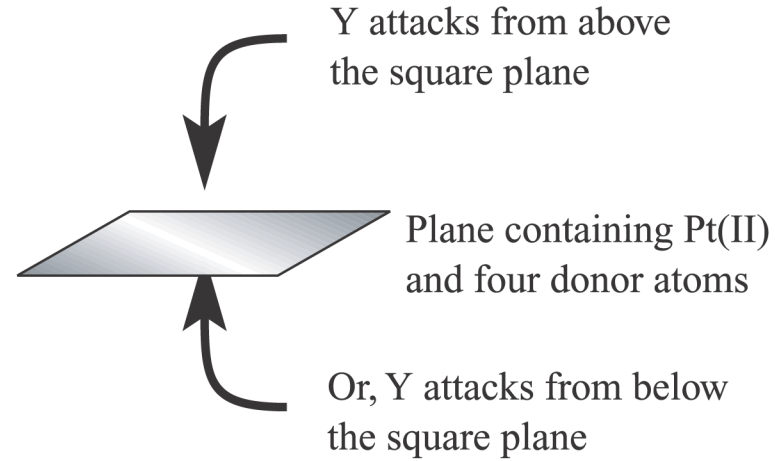 Y attacks from above
the square plane
Plane containing Pt(II)
and four donor atoms
Or, Y attacks from below
the square plane